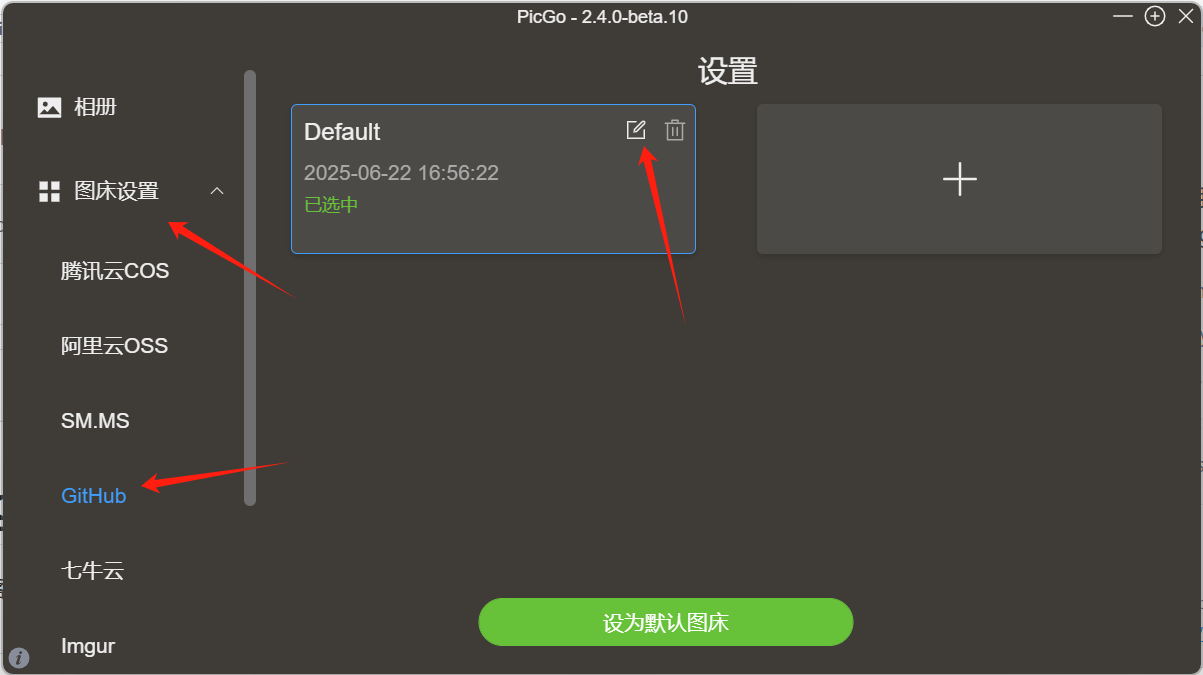 PicGo - 2.4.0-beta.10
相册
图床设置
腾讯云COS
阿里云OSS
SM.MS
GitHub
七牛云
Imgur
设置
Default
2025-06-22 16:56:22
已选中
设为默认图床